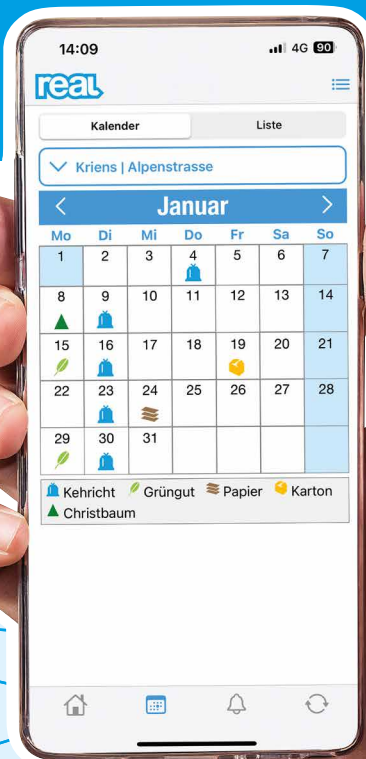 14:09 4G 90
real
Kalender Liste
Kriens | Alpenstrasse
Januar
Mo Di Mi Do Fr Sa So
1 2 3 4 5 6 7
8 9 10 11 12 13 14
15 16 17 18 19 20 21
22 23 24 25 26 27 28
29 30 31
Kehricht Grüngut Papier Karton
Christbaum